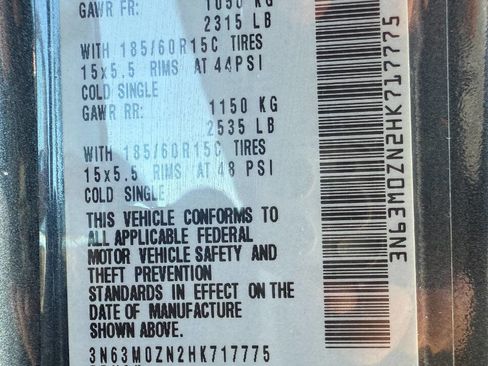 GAWR FR: 1050 KG
2315 LB
WITH 185/60R15C TIRES
15x5.5 RIMS AT 44PSI
COLD SINGLE
GAWR RR: 1150 KG
2535 LB
WITH 185/60R15C TIRES
15x5.5 RIMS AT 48 PSI
COLD SINGLE
THIS VEHICLE CONFORMS TO
ALL APPLICABLE FEDERAL
MOTOR VEHICLE SAFETY AND
THEFT PREVENTION
STANDARDS IN EFFECT ON THE
DATE OF MANUFACTURE
SHOWN ABOVE.
3N63M0ZN2HK717775
3N63M0ZN2HK717775